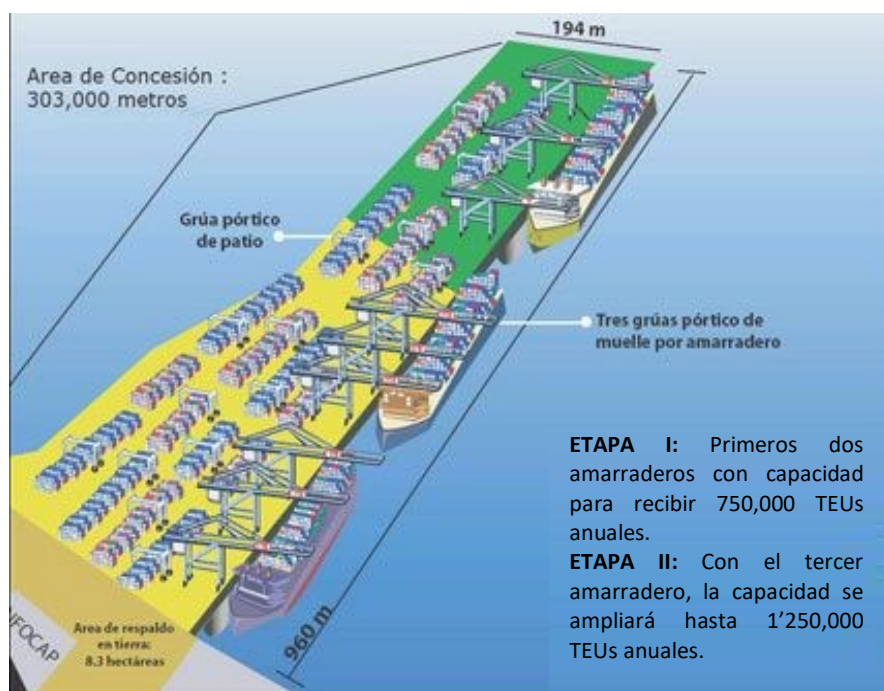 194 m
Area de Concesión :
303,000 metros
Grúa pórtico
de patio
Tres grúas pórtico de
muelle por amarradero
ETAPA I: Primeros dos
amarraderos con capacidad
para recibir 750,000 TEUs
anuales.
ETAPA II: Con el tercer
amarradero, la capacidad se
ampliará hasta 1’250,000
TEUs anuales.
960 m
Area de respaldo
en tierra:
8.3 hectáreas